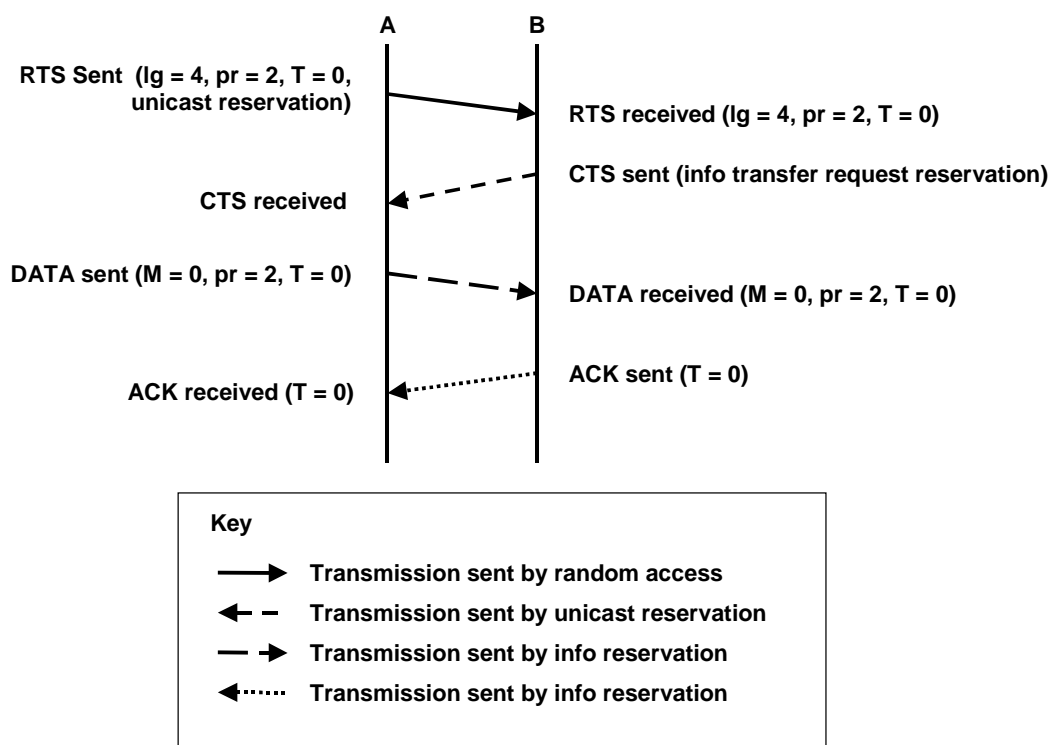 A
B
RTS Sent (lg = 4, pr = 2, T = 0,
unicast reservation)
RTS received (lg = 4, pr = 2, T = 0)
CTS sent (info transfer request reservation)
CTS received
DATA sent (M = 0, pr = 2, T = 0)
DATA received (M = 0, pr = 2, T = 0)
ACK sent (T = 0)
ACK received (T = 0)
Key
Transmission sent by random access
Transmission sent by unicast reservation
Transmission sent by info reservation
Transmission sent by info reservation